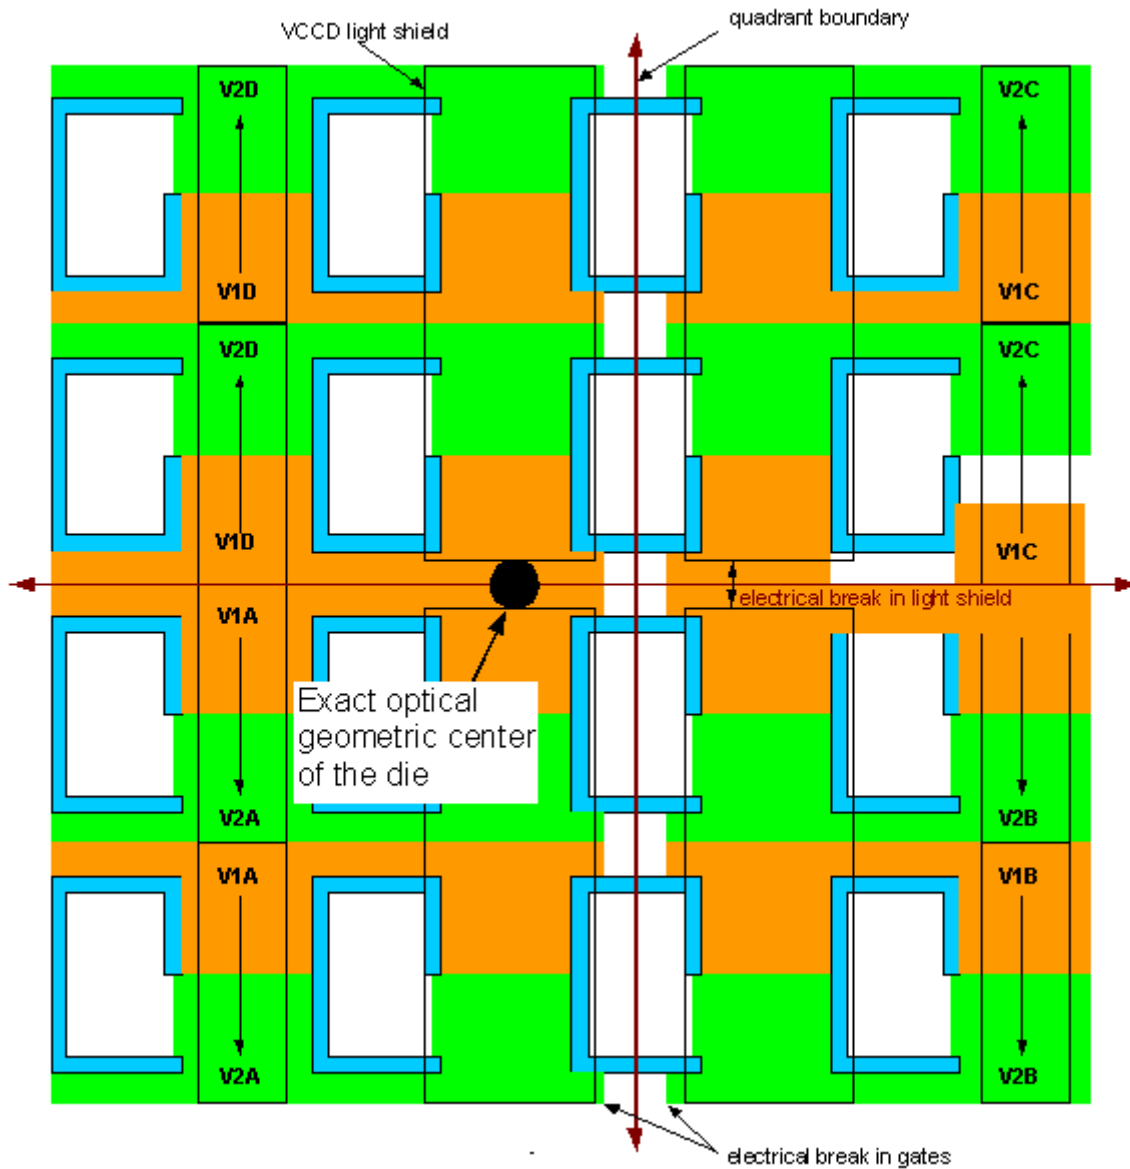 quadrant boundary
VCCD light shield
V2D
V2C
V1D
V1C
V2D
V2C
V1D
V1C
electrical break in light shield
V1A
Exact optical
geometric center
of the die
V2A
V2B
V1A
V1B
V2A
V2B
electrical break in gates